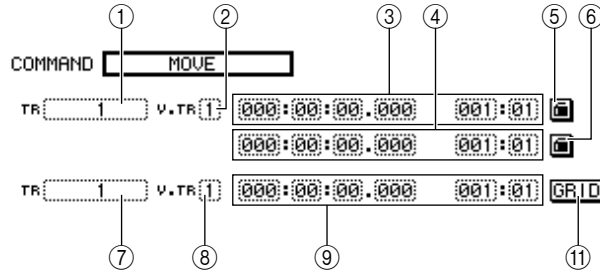 ① ② ③ ④ ⑤ ⑥
COMMAND MOVE
TR 1 V.TR 1 000:00:00.000 001:01
000:00:00.000 001:01
TR 1 V.TR 1 000:00:00.000 001:01 GRID
⑦ ⑧ ⑨ ⑪